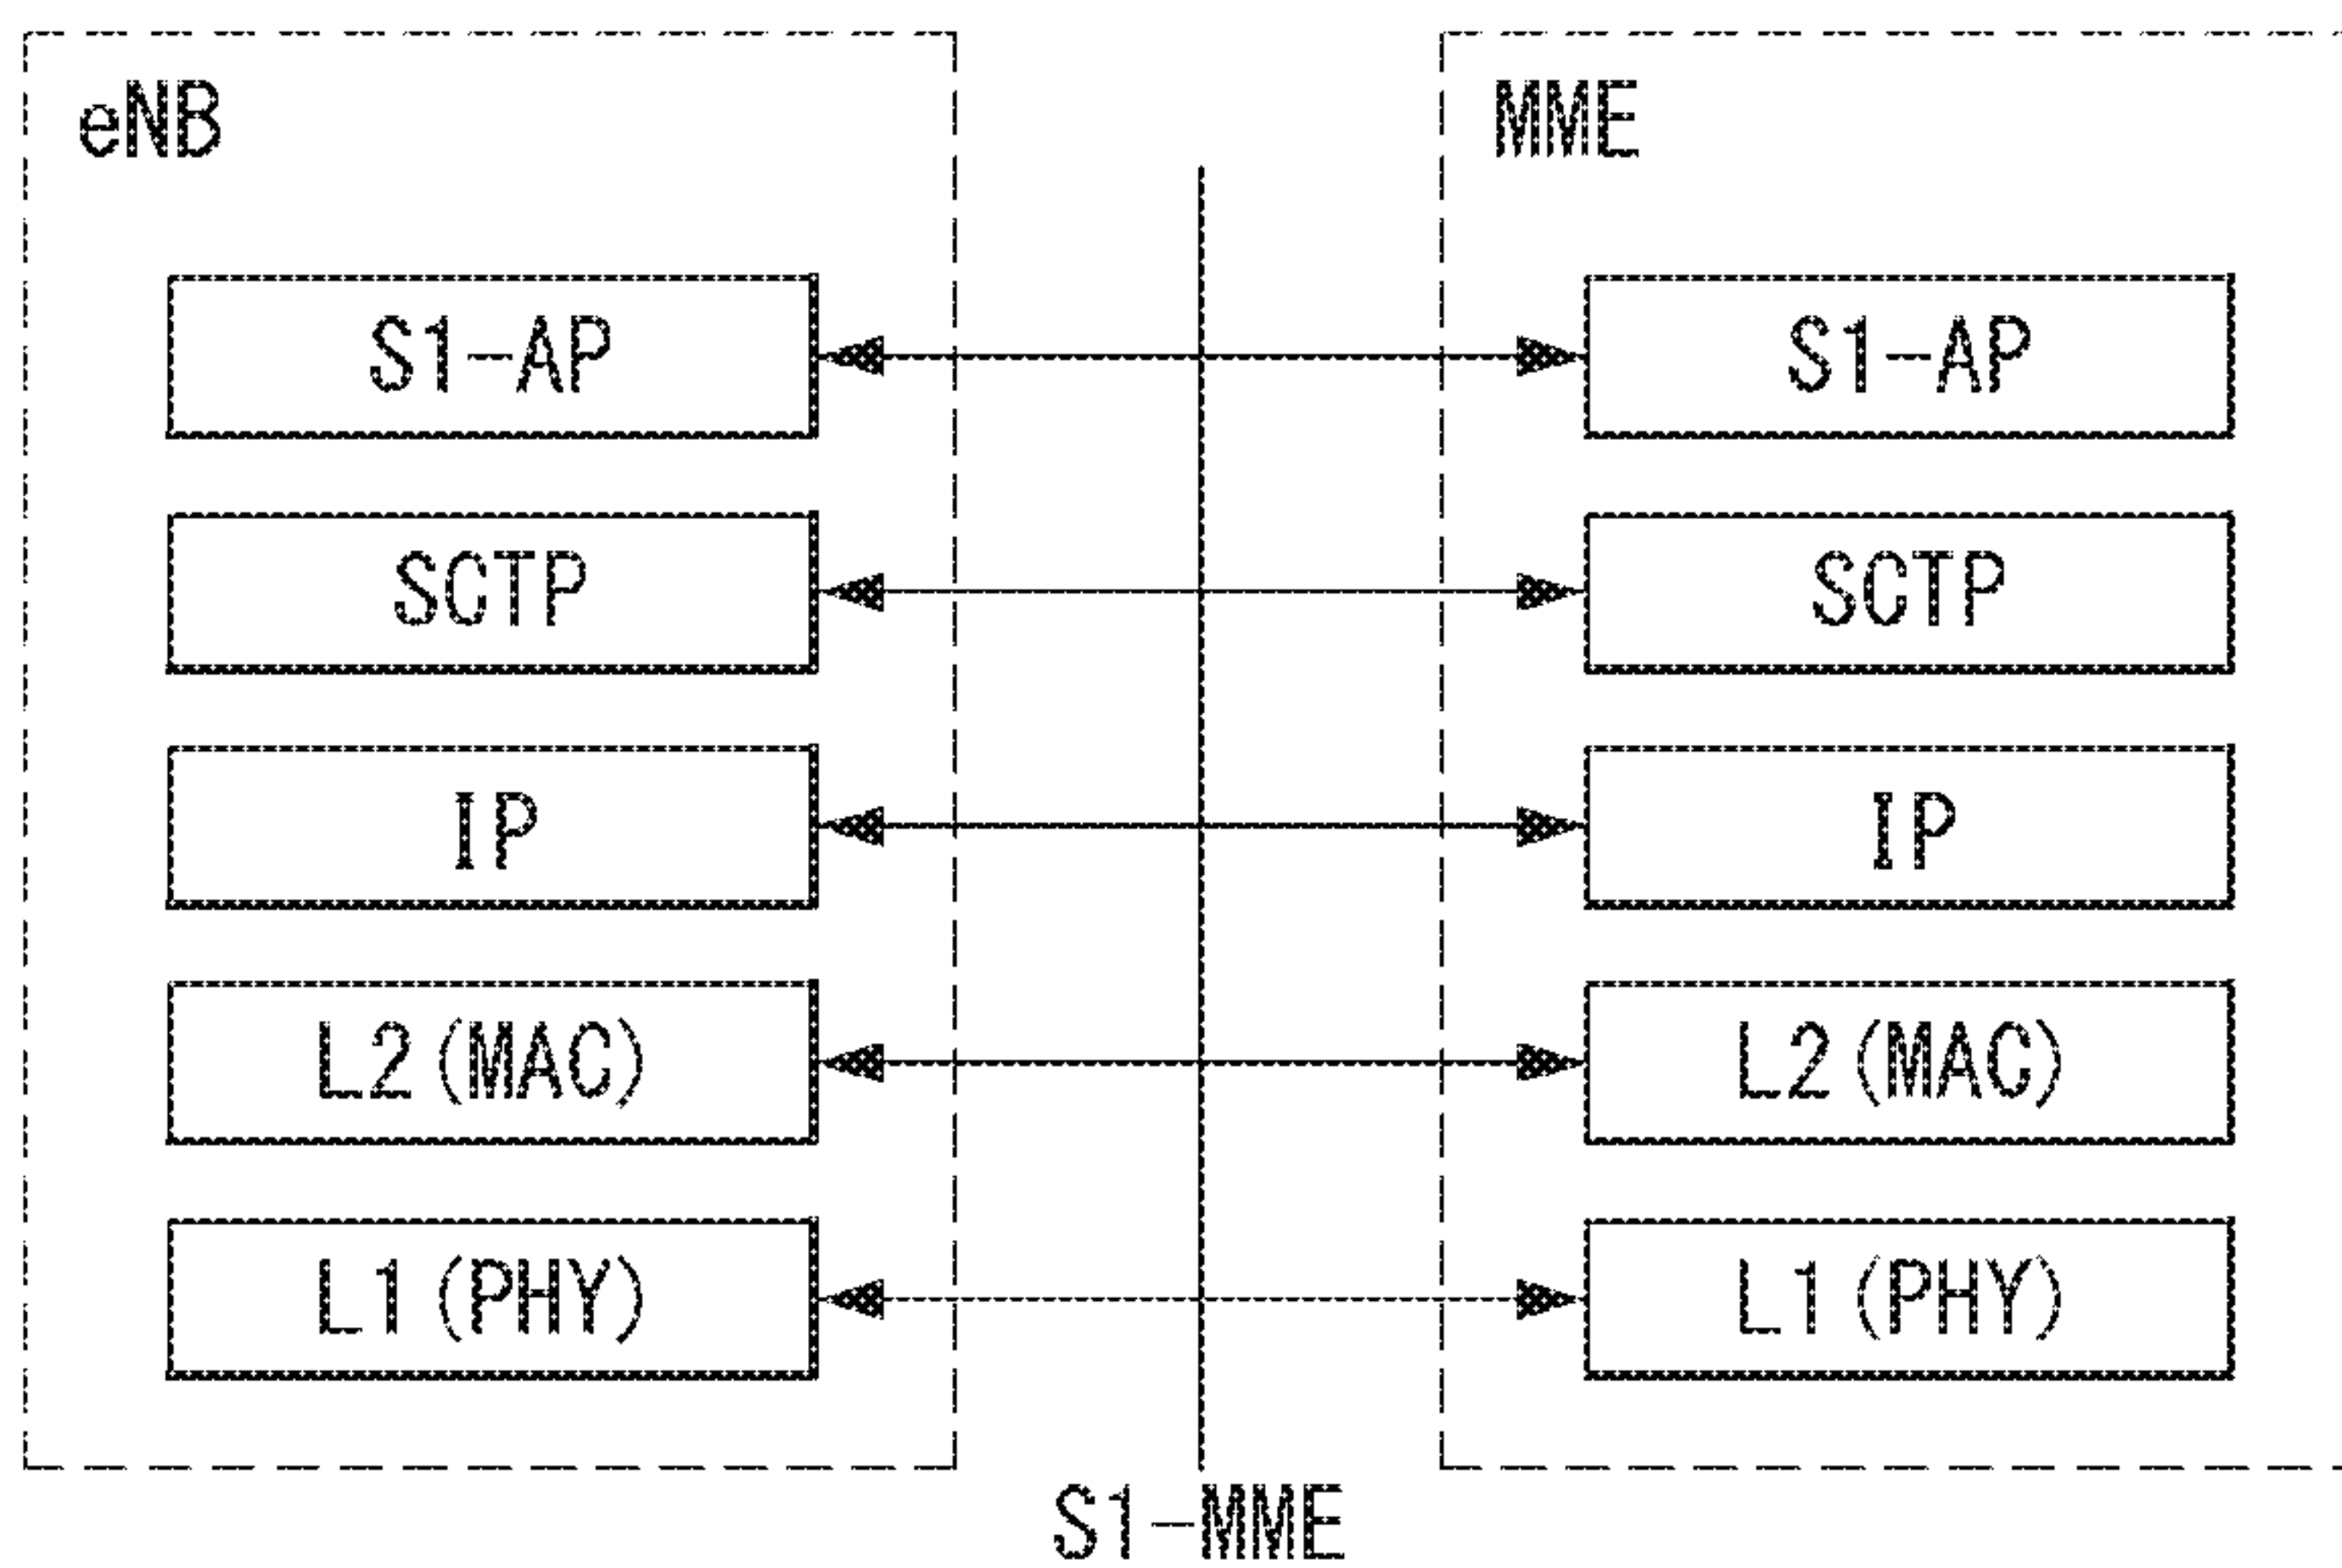 eNB
MME
S1-AP
S1-AP
SCTP
SCTP
IP
IP
L2(MAC)
L2(MAC)
L1(PHY)
L1(PHY)
S1-MME